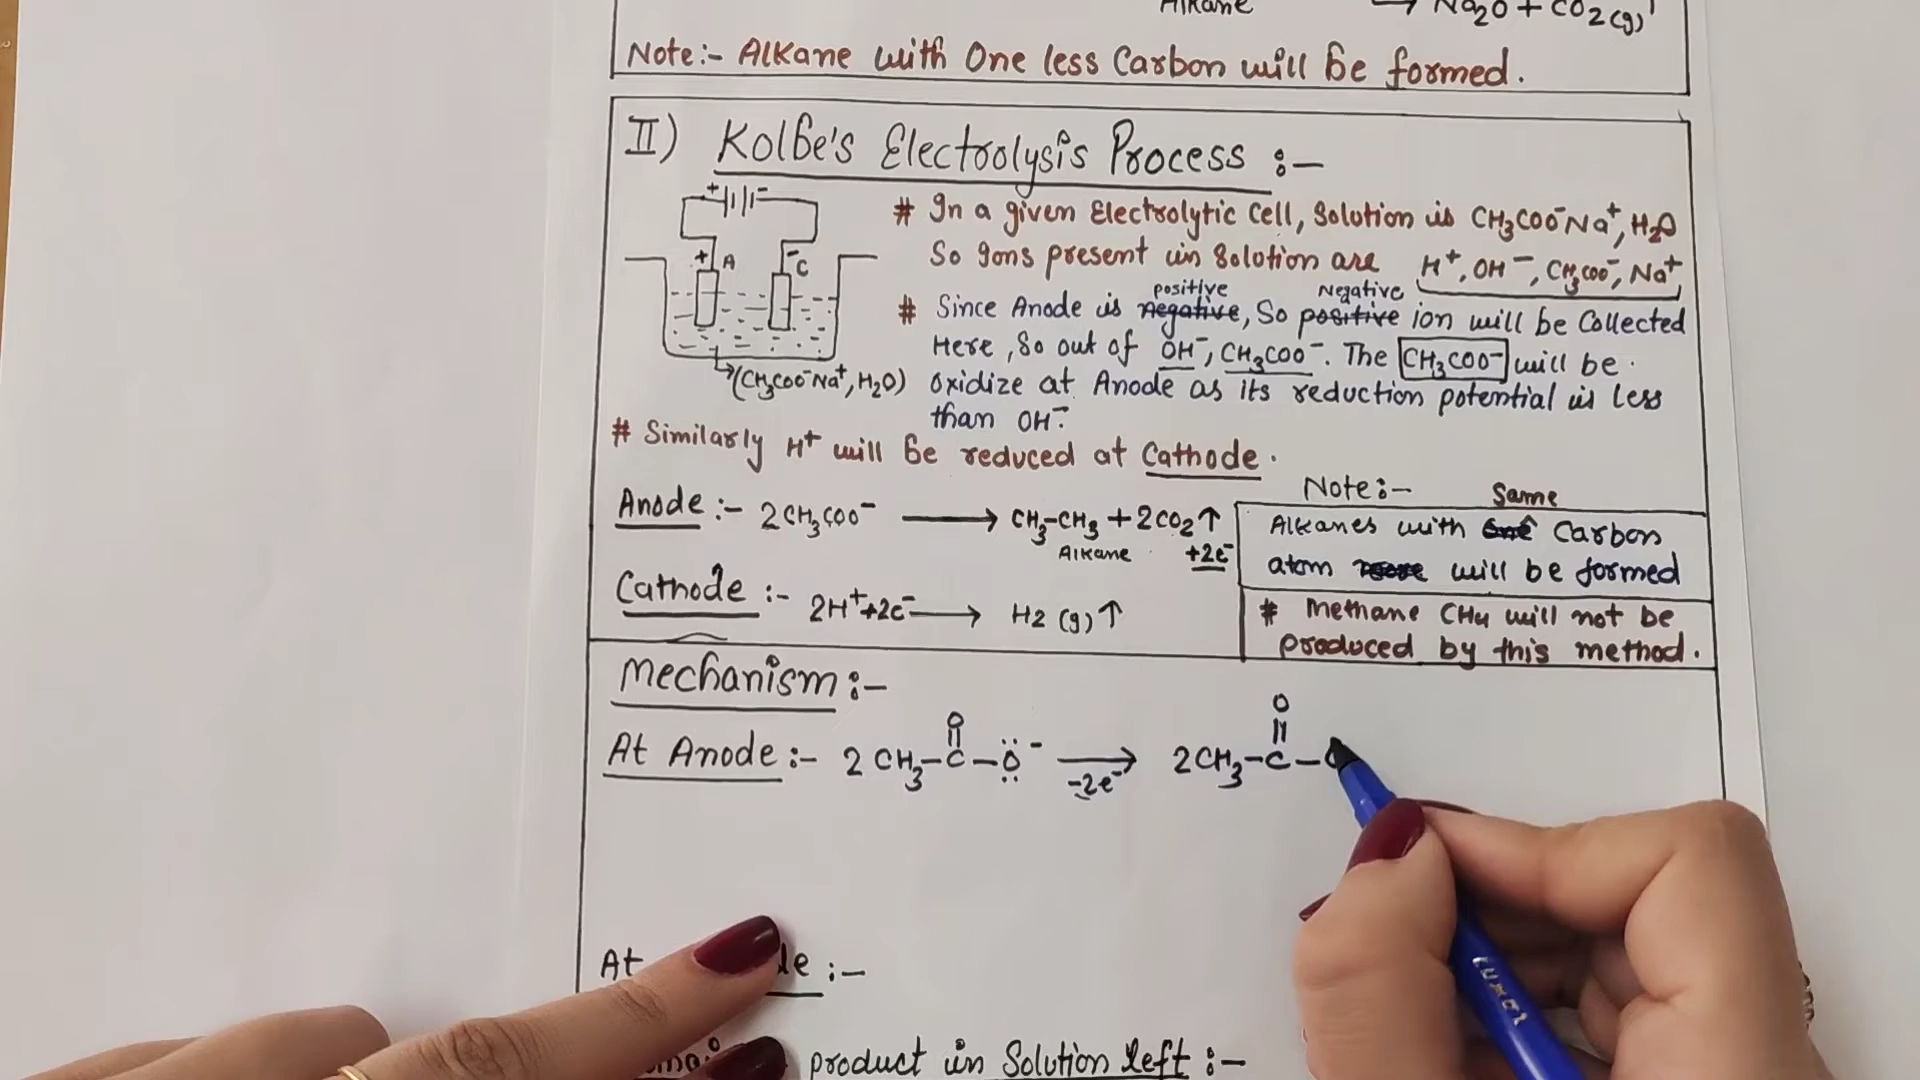 Alkane → Na2O + CO2(g)↑
Note:- Alkane with One less Carbon will be formed.
II) Kolbe's Electrolysis Process :-
+ -
+ A - C
(CH3COO⁻Na⁺, H2O)
# In a given Electrolytic Cell, Solution is CH3COO⁻Na⁺, H2O
So Ions present in Solution are H⁺, OH⁻, CH3COO⁻, Na⁺
positive Negative
# Since Anode is negative, So positive ion will be Collected
Here, So out of OH⁻, CH3COO⁻. The CH3COO⁻ will be.
oxidize at Anode as its reduction potential is Less
than OH⁻.
# Similarly H⁺ will be reduced at Cathode.
Anode :- 2CH3COO⁻ → CH3-CH3 + 2CO2↑
Alkane +2e⁻
Cathode :- 2H⁺+2e⁻ → H2 (g)↑
Note:- Same
Alkanes with one Carbon
atom more will be formed
# Methane CH4 will not be
produced by this method.
Mechanism:-
O O
At Anode:- 2 CH3-C-O⁻ → 2CH3-C-
-2e⁻
At :-
product in Solution left :-
LUXOR